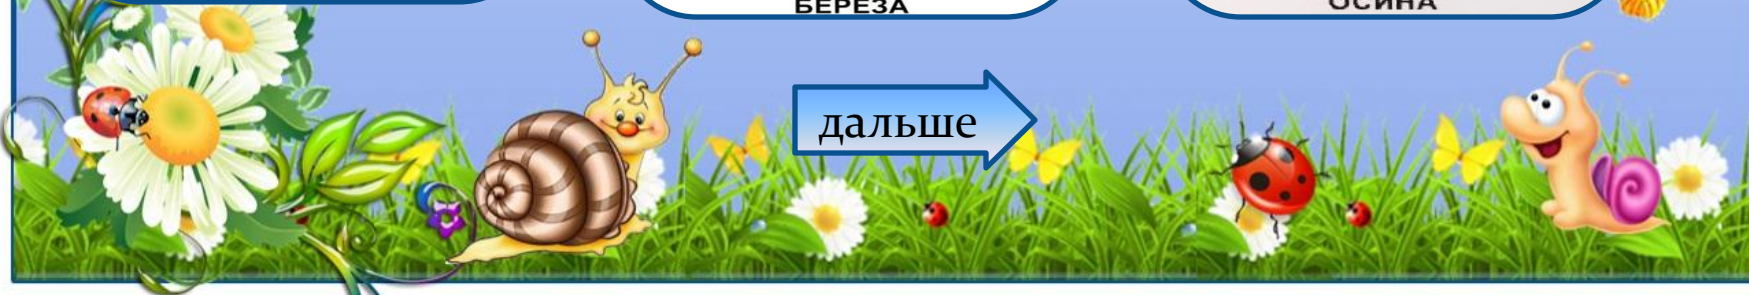 БЕРЕЗА
ОСИНА
дальше